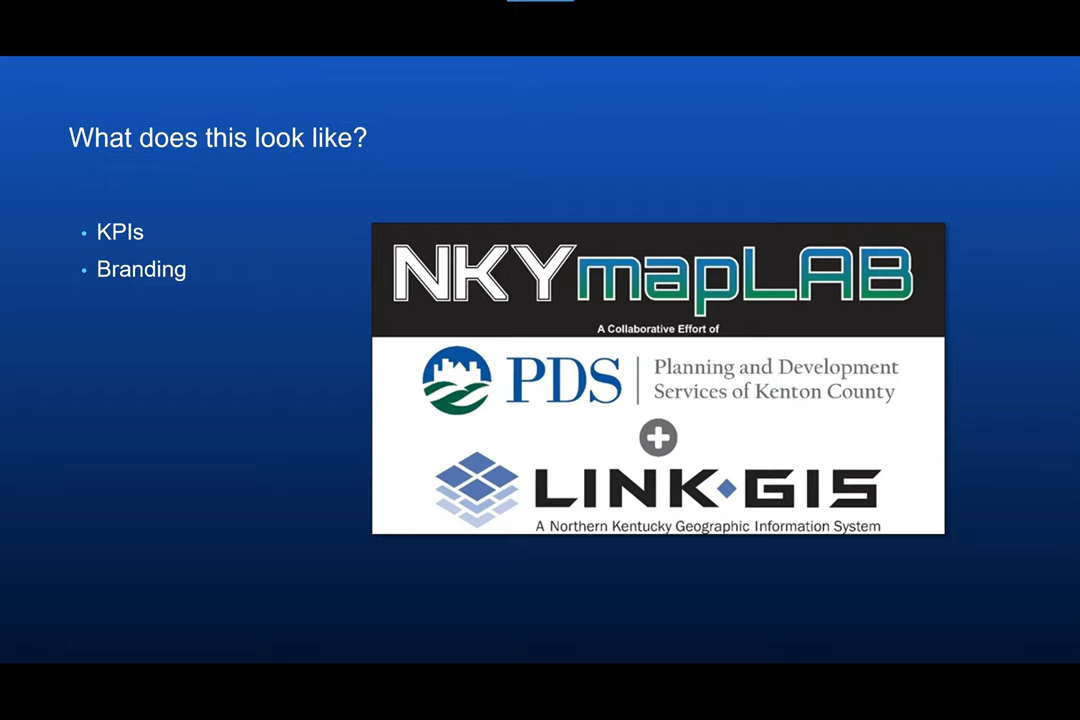 What does this look like?
• KPIs
• Branding
NKYmapLAB
A Collaborative Effort of
PDS
Planning and Development
Services of Kenton County
LINK·GIS
A Northern Kentucky Geographic Information System